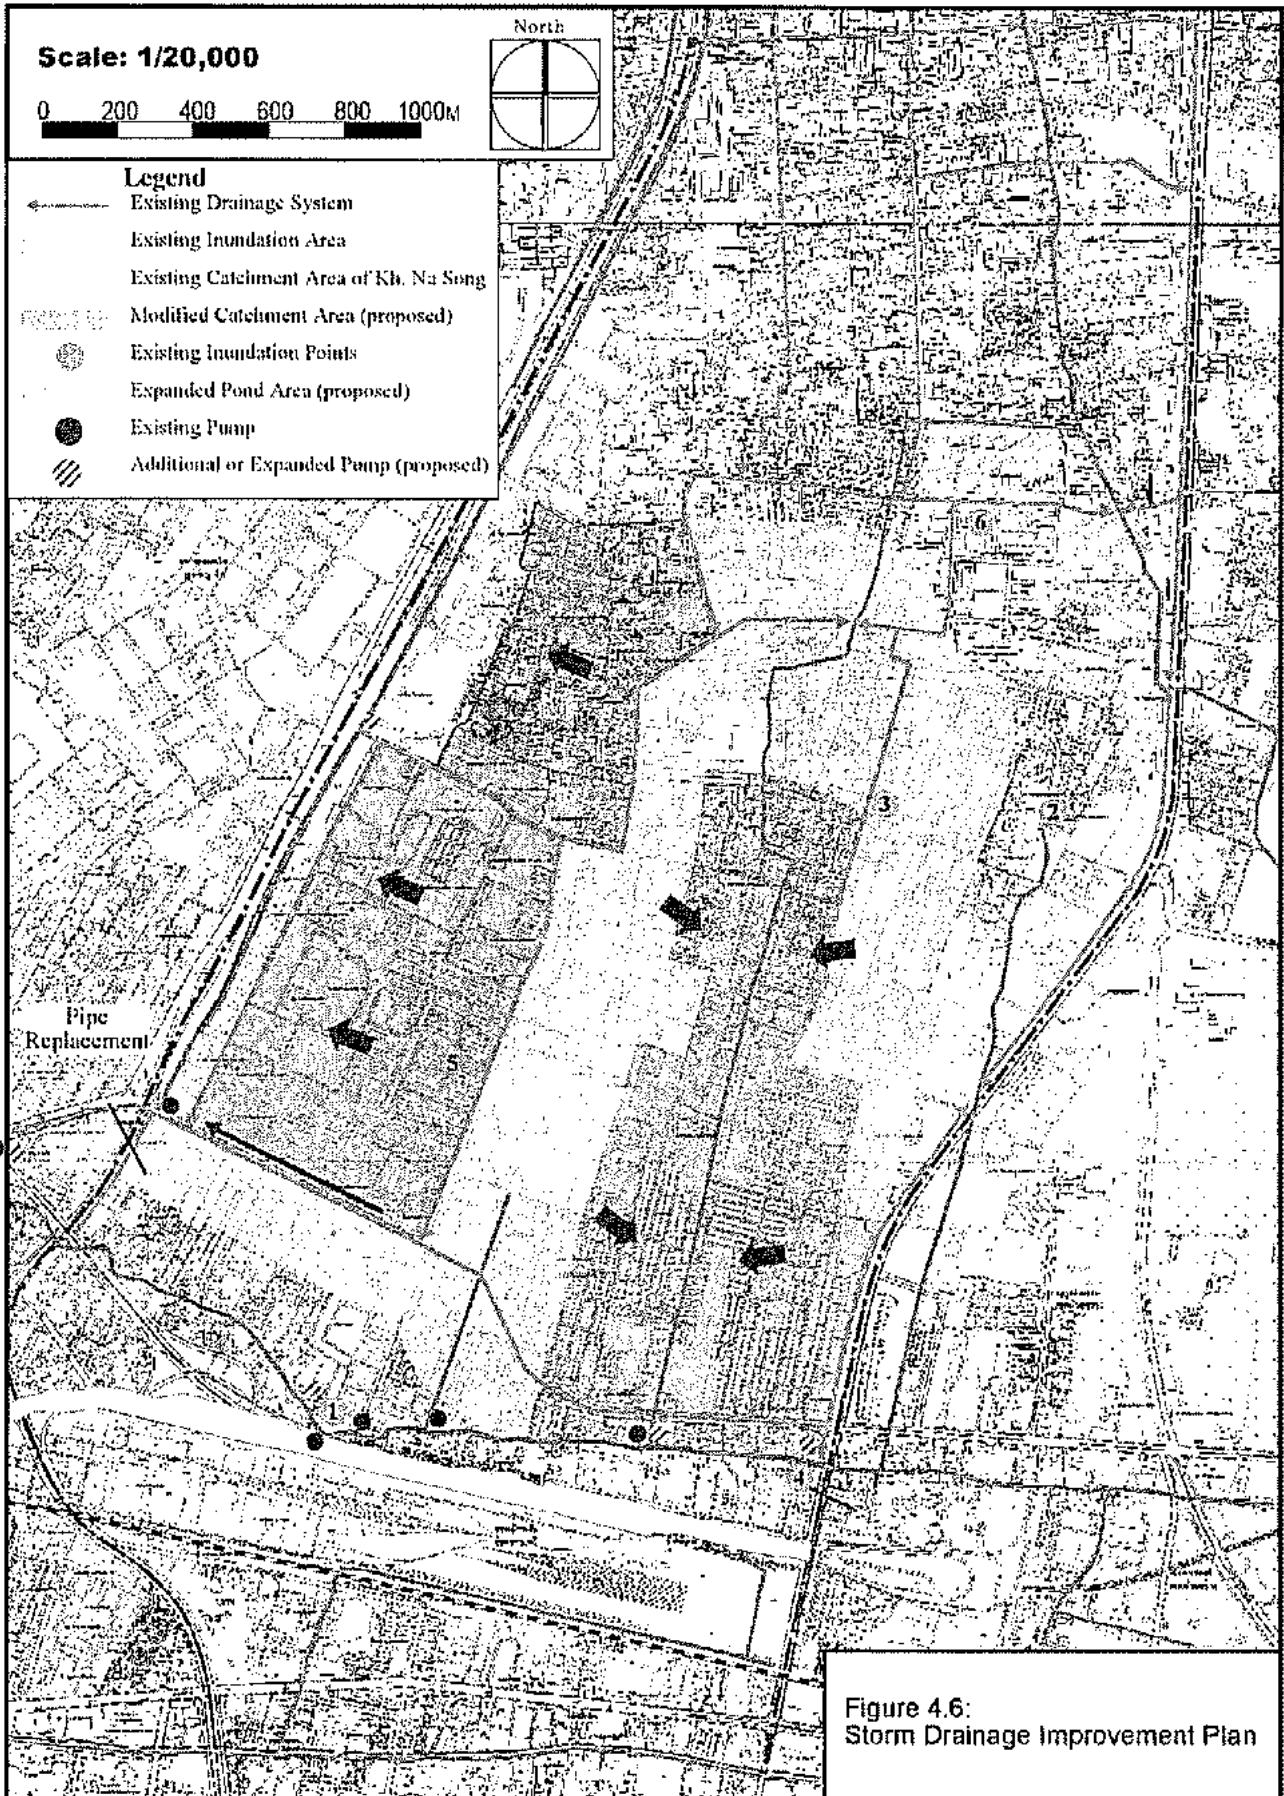 Scale: 1/20,000
0 200 400 600 800 1000M
North
Legend
Existing Drainage System
Existing Inundation Area
Existing Catchment Area of Kh. Na Song
Modified Catchment Area (proposed)
Existing Inundation Points
Expanded Pond Area (proposed)
Existing Pump
Additional or Expanded Pump (proposed)
6
3
2
Pipe
Replacement
5
1
Figure 4.6:
Storm Drainage Improvement Plan